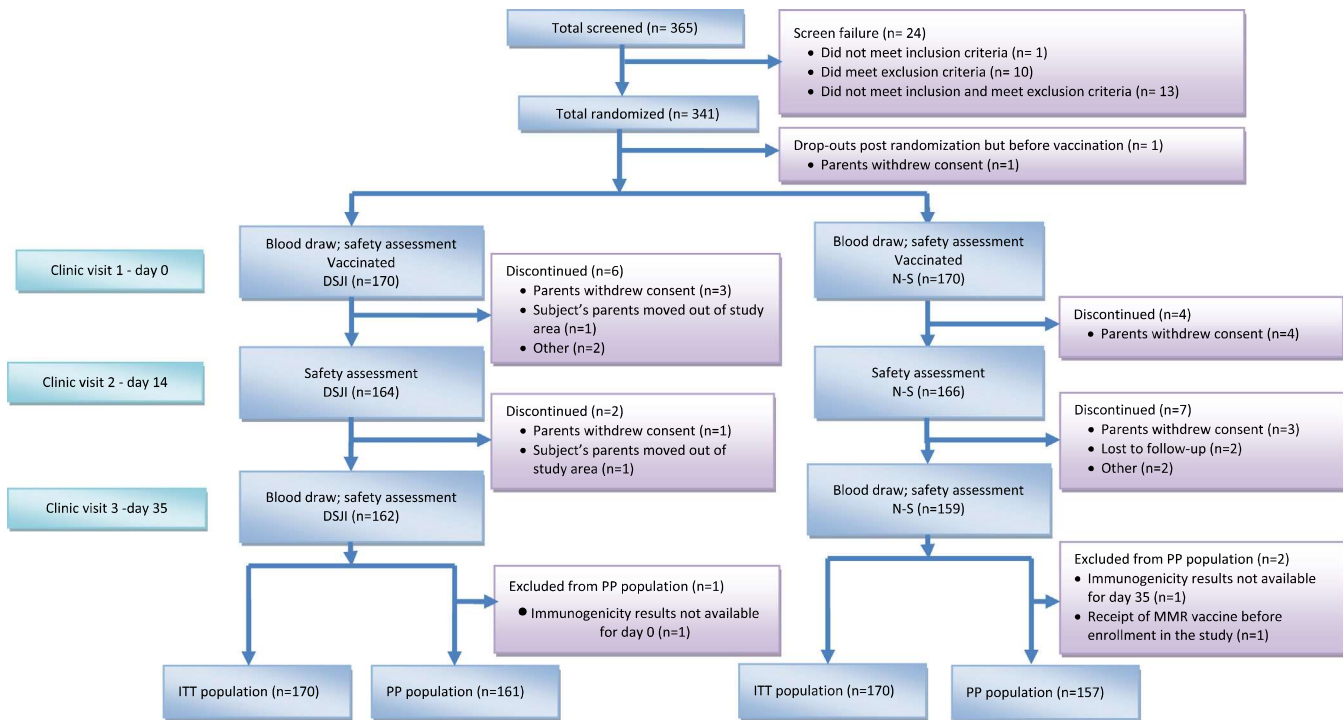 Total screened (n= 365)
Screen failure (n= 24)
• Did not meet inclusion criteria (n= 1)
• Did meet exclusion criteria (n= 10)
• Did not meet inclusion and meet exclusion criteria (n= 13)
Total randomized (n= 341)
Drop-outs post randomization but before vaccination (n= 1)
• Parents withdrew consent (n=1)
Clinic visit 1 - day 0
Blood draw; safety assessment
Vaccinated
DSJI (n=170)
Discontinued (n=6)
• Parents withdrew consent (n=3)
• Subject's parents moved out of study
area (n=1)
• Other (n=2)
Blood draw; safety assessment
Vaccinated
N-S (n=170)
Discontinued (n=4)
• Parents withdrew consent (n=4)
Clinic visit 2 - day 14
Safety assessment
DSJI (n=164)
Discontinued (n=2)
• Parents withdrew consent (n=1)
• Subject's parents moved out of
study area (n=1)
Safety assessment
N-S (n=166)
Discontinued (n=7)
• Parents withdrew consent (n=3)
• Lost to follow-up (n=2)
• Other (n=2)
Clinic visit 3 -day 35
Blood draw; safety assessment
DSJI (n=162)
Blood draw; safety assessment
N-S (n=159)
Excluded from PP population (n=1)
• Immunogenicity results not available
for day 0 (n=1)
Excluded from PP population (n=2)
• Immunogenicity results not available
for day 35 (n=1)
• Receipt of MMR vaccine before
enrollment in the study (n=1)
ITT population (n=170)
PP population (n=161)
ITT population (n=170)
PP population (n=157)